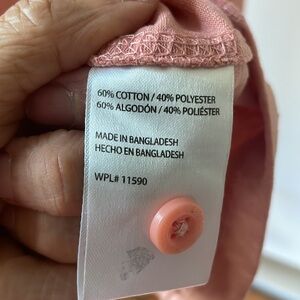 60% COTTON / 40% POLYESTER
60% ALGODÓN / 40% POLIÉSTER
MADE IN BANGLADESH
HECHO EN BANGLADESH
WPL# 11590